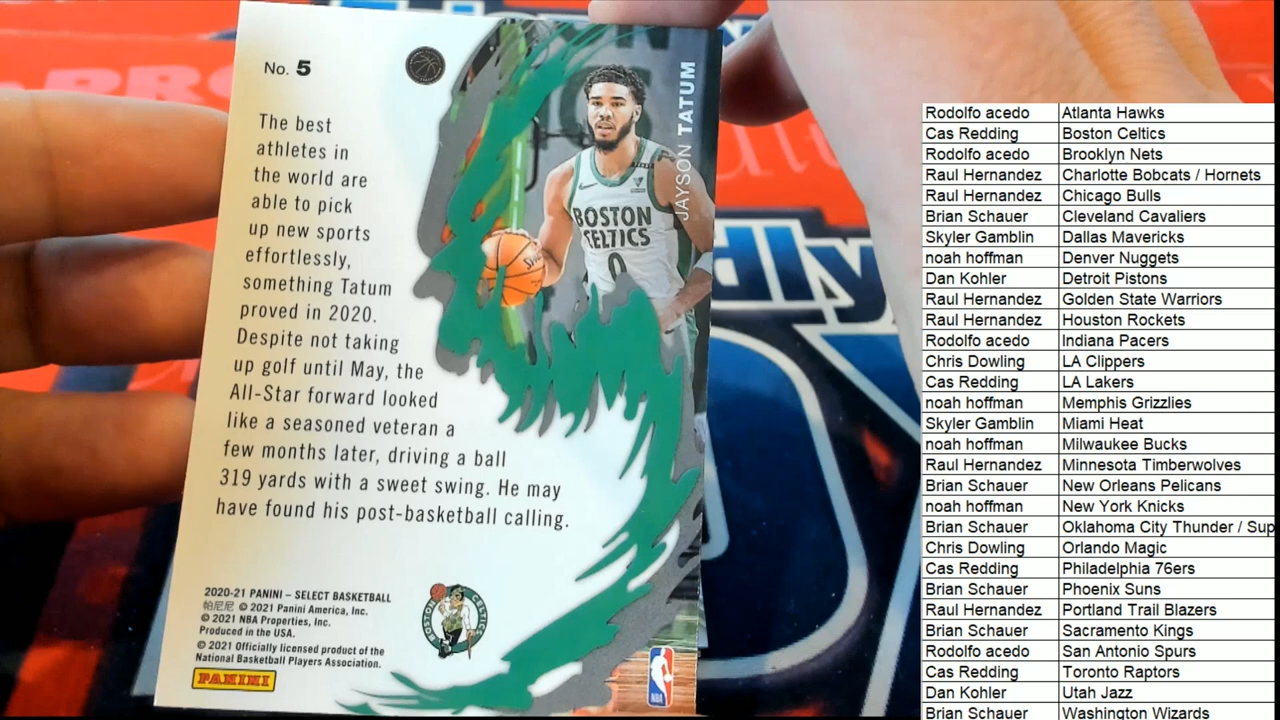 No. 5
The best
athletes in
the world are
able to pick
up new sports
effortlessly,
something Tatum
proved in 2020.
Despite not taking
up golf until May, the
All-Star forward looked
like a seasoned veteran a
few months later, driving a ball
319 yards with a sweet swing. He may
have found his post-basketball calling.
2020-21 PANINI – SELECT BASKETBALL
帕尼尼 © 2021 Panini America, Inc.
© 2021 NBA Properties, Inc.
Produced in the USA.
© 2021 Officially licensed product of the
National Basketball Players Association.
PANINI
BOSTON
CELTICS
JAYSON TATUM
BOSTON
CELTICS
0
NBA
PRO
dly
Rodolfo acedo Atlanta Hawks
Cas Redding Boston Celtics
Rodolfo acedo Brooklyn Nets
Raul Hernandez Charlotte Bobcats / Hornets
Raul Hernandez Chicago Bulls
Brian Schauer Cleveland Cavaliers
Skyler Gamblin Dallas Mavericks
noah hoffman Denver Nuggets
Dan Kohler Detroit Pistons
Raul Hernandez Golden State Warriors
Raul Hernandez Houston Rockets
Rodolfo acedo Indiana Pacers
Chris Dowling LA Clippers
Cas Redding LA Lakers
noah hoffman Memphis Grizzlies
Skyler Gamblin Miami Heat
noah hoffman Milwaukee Bucks
Raul Hernandez Minnesota Timberwolves
Brian Schauer New Orleans Pelicans
noah hoffman New York Knicks
Brian Schauer Oklahoma City Thunder / Sup
Chris Dowling Orlando Magic
Cas Redding Philadelphia 76ers
Brian Schauer Phoenix Suns
Raul Hernandez Portland Trail Blazers
Brian Schauer Sacramento Kings
Rodolfo acedo San Antonio Spurs
Cas Redding Toronto Raptors
Dan Kohler Utah Jazz
Brian Schauer Washington Wizards